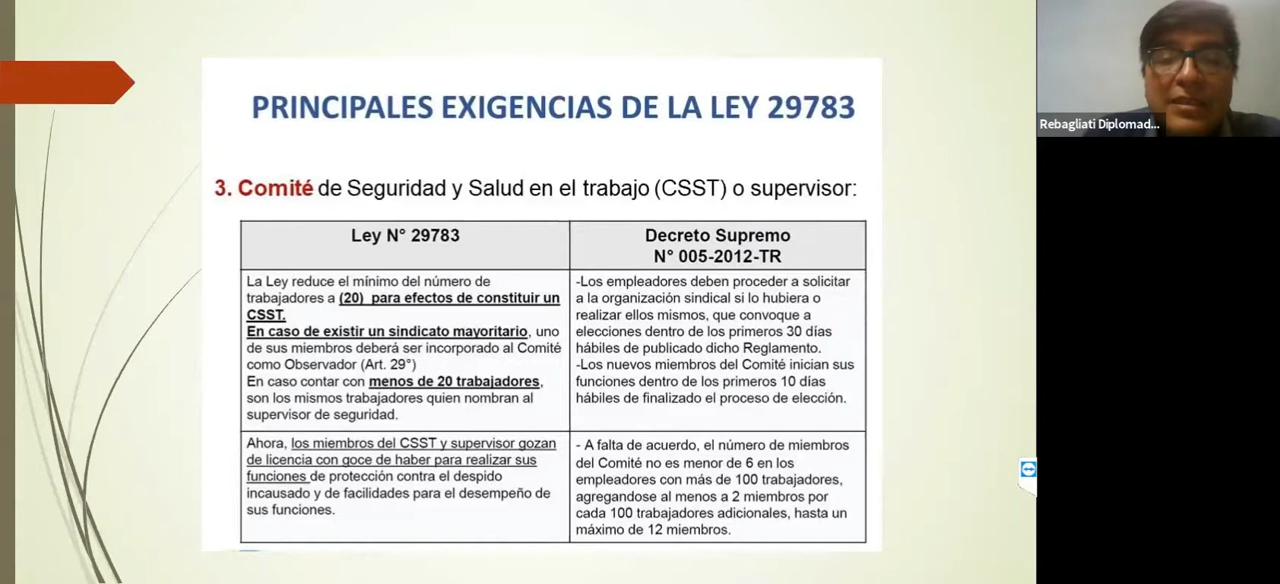 PRINCIPALES EXIGENCIAS DE LA LEY 29783
Rebagliati Diplomad...
3. Comité de Seguridad y Salud en el trabajo (CSST) o supervisor:
Ley N° 29783
Decreto Supremo
N° 005-2012-TR
La Ley reduce el mínimo del número de
trabajadores a (20) para efectos de constituir un
CSST.
En caso de existir un sindicato mayoritario, uno
de sus miembros deberá ser incorporado al Comité
como Observador (Art. 29°)
En caso contar con menos de 20 trabajadores,
son los mismos trabajadores quien nombran al
supervisor de seguridad.
-Los empleadores deben proceder a solicitar
a la organización sindical si lo hubiera o
realizar ellos mismos, que convoque a
elecciones dentro de los primeros 30 días
hábiles de publicado dicho Reglamento.
-Los nuevos miembros del Comité inician sus
funciones dentro de los primeros 10 días
hábiles de finalizado el proceso de elección.
Ahora, los miembros del CSST y supervisor gozan
de licencia con goce de haber para realizar sus
funciones de protección contra el despido
incausado y de facilidades para el desempeño de
sus funciones.
- A falta de acuerdo, el número de miembros
del Comité no es menor de 6 en los
empleadores con más de 100 trabajadores,
agregandose al menos a 2 miembros por
cada 100 trabajadores adicionales, hasta un
máximo de 12 miembros.